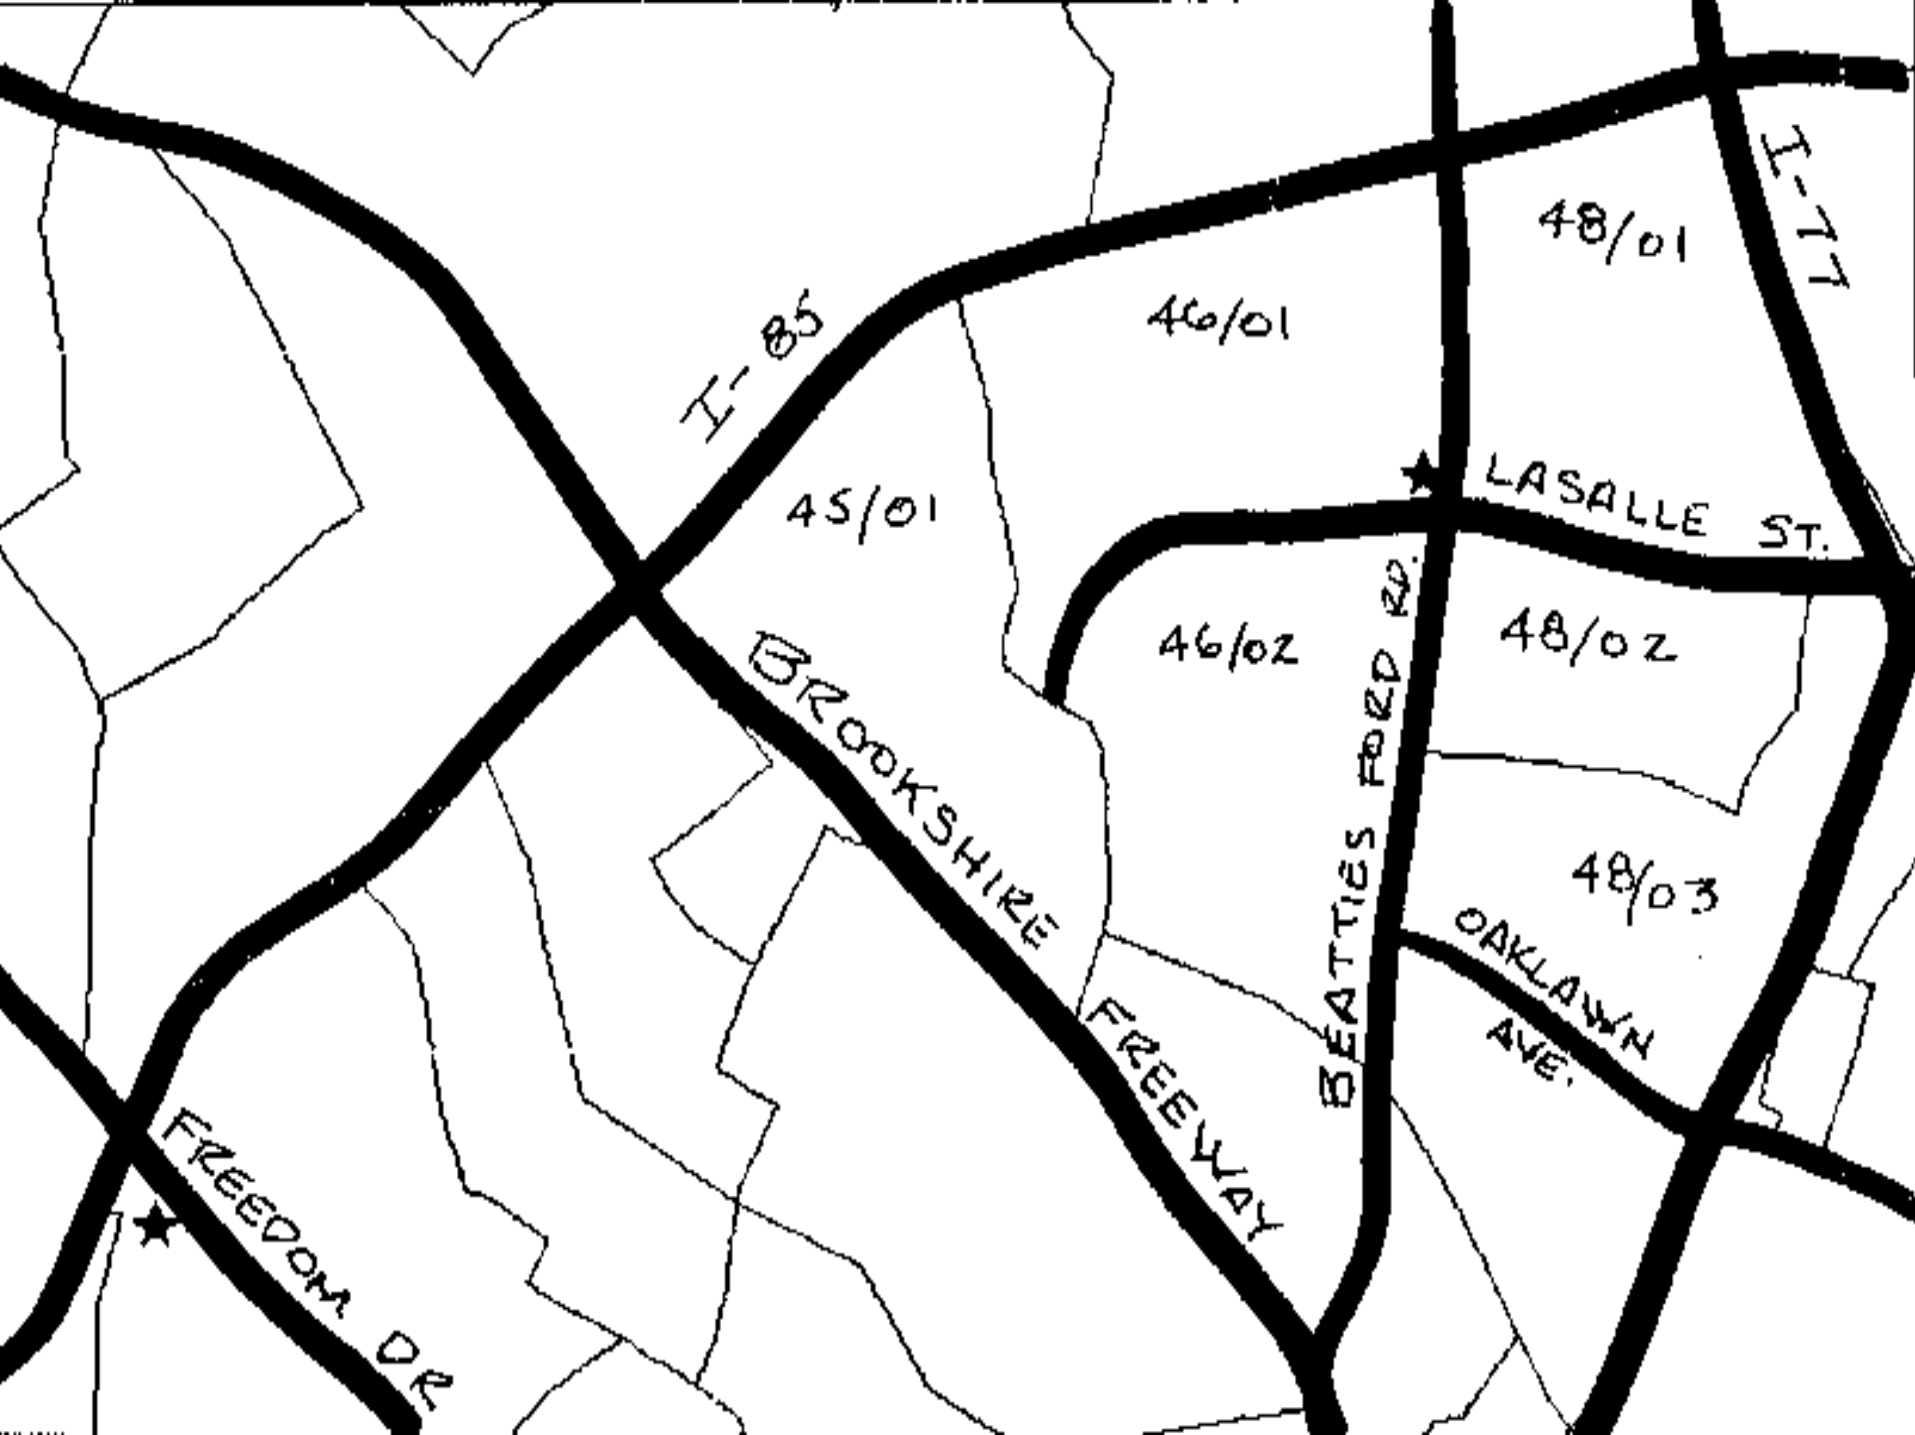 I-77
48/01
I-85
46/01
LASALLE ST.
45/01
46/02
48/02
BROOKSHIRE FREEWAY
BEATTIES FORD RD.
48/03
OAKLAWN
AVE.
FREEDOM DR